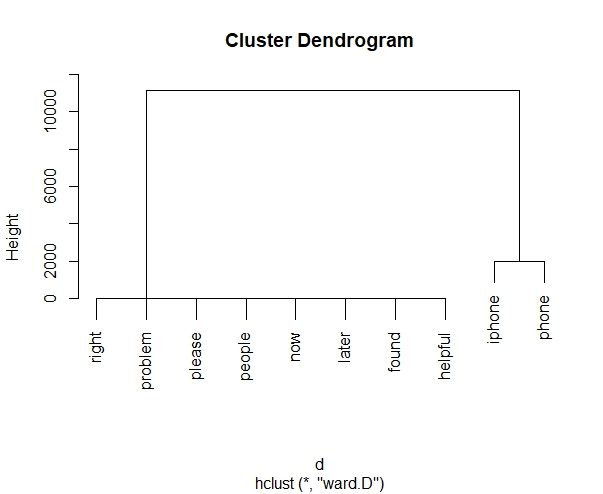 Cluster Dendrogram
Height
10000
6000
2000
0
right
problem
please
people
now
later
found
helpful
iphone
phone
d
hclust (*, "ward.D")